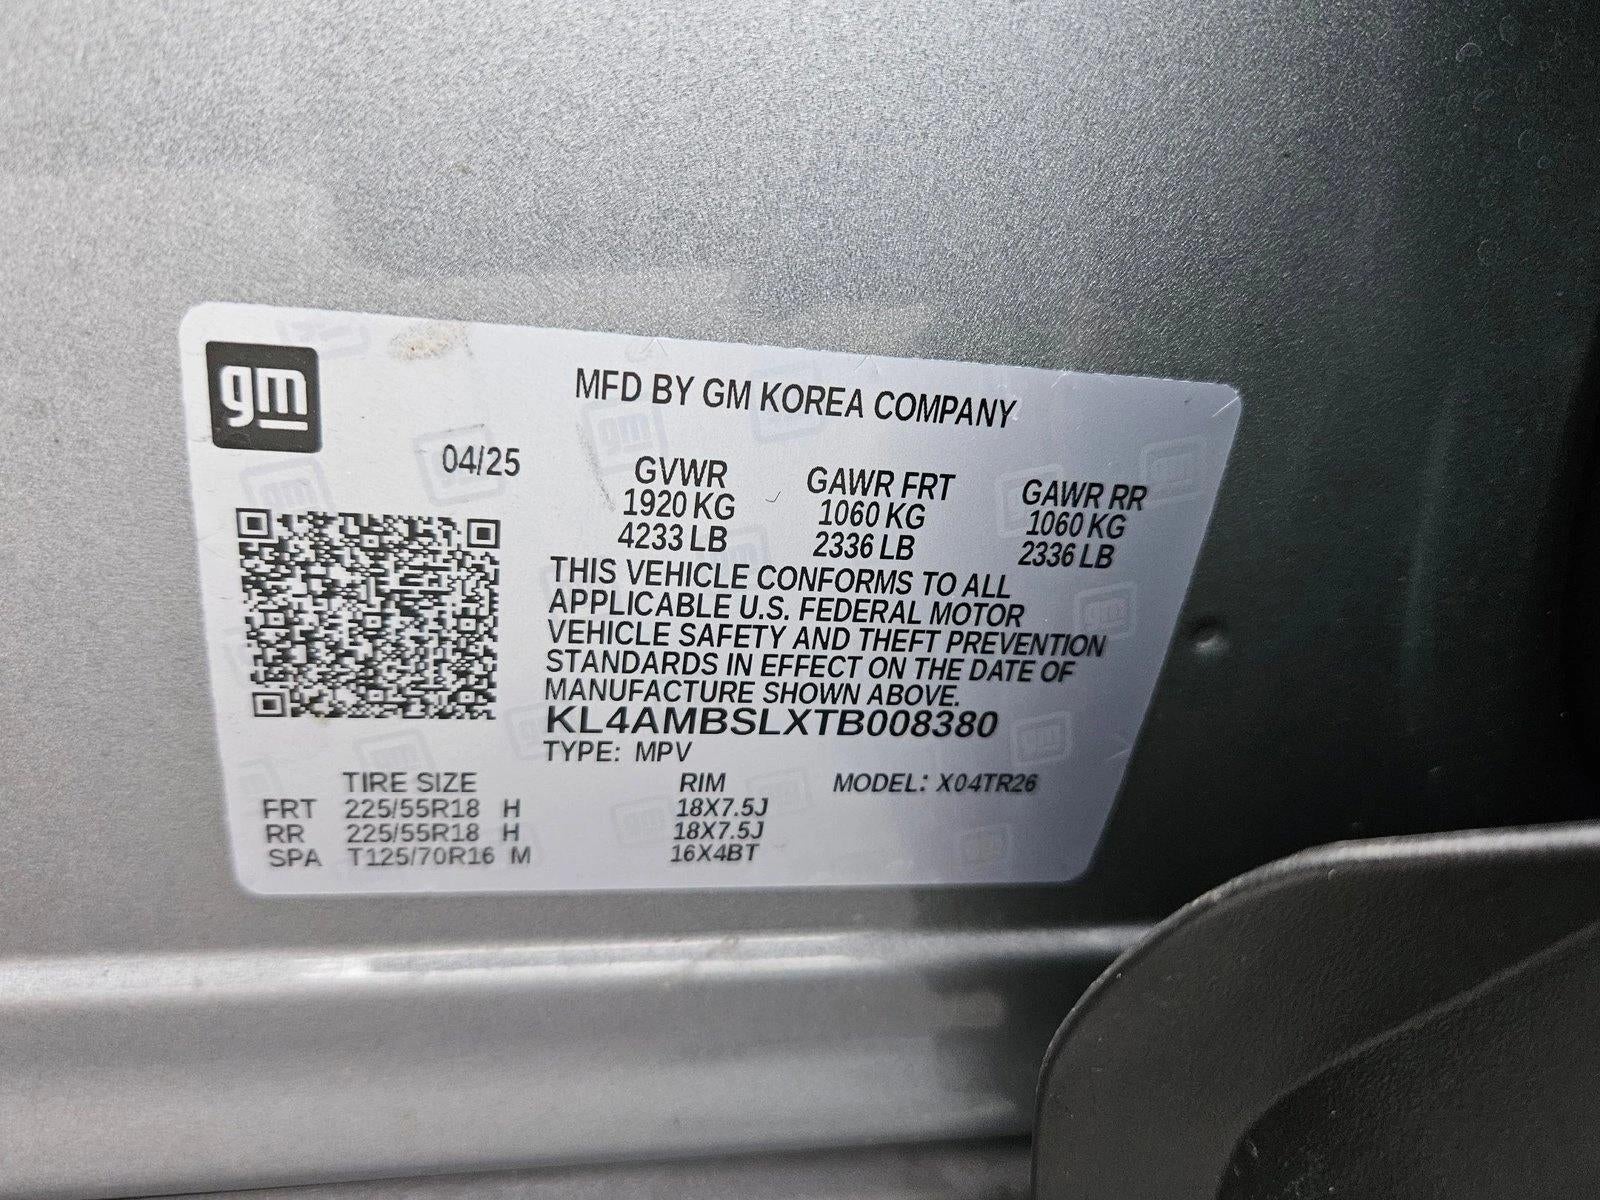 gm
MFD BY GM KOREA COMPANY
04/25
GVWR GAWR FRT GAWR RR
1920 KG 1060 KG 1060 KG
4233 LB 2336 LB 2336 LB
THIS VEHICLE CONFORMS TO ALL
APPLICABLE U.S. FEDERAL MOTOR
VEHICLE SAFETY AND THEFT PREVENTION
STANDARDS IN EFFECT ON THE DATE OF
MANUFACTURE SHOWN ABOVE.
KL4AMBSLXTB008380
TYPE: MPV
TIRE SIZE RIM MODEL: X04TR26
FRT 225/55R18 H 18X7.5J
RR 225/55R18 H 18X7.5J
SPA T125/70R16 M 16X4BT